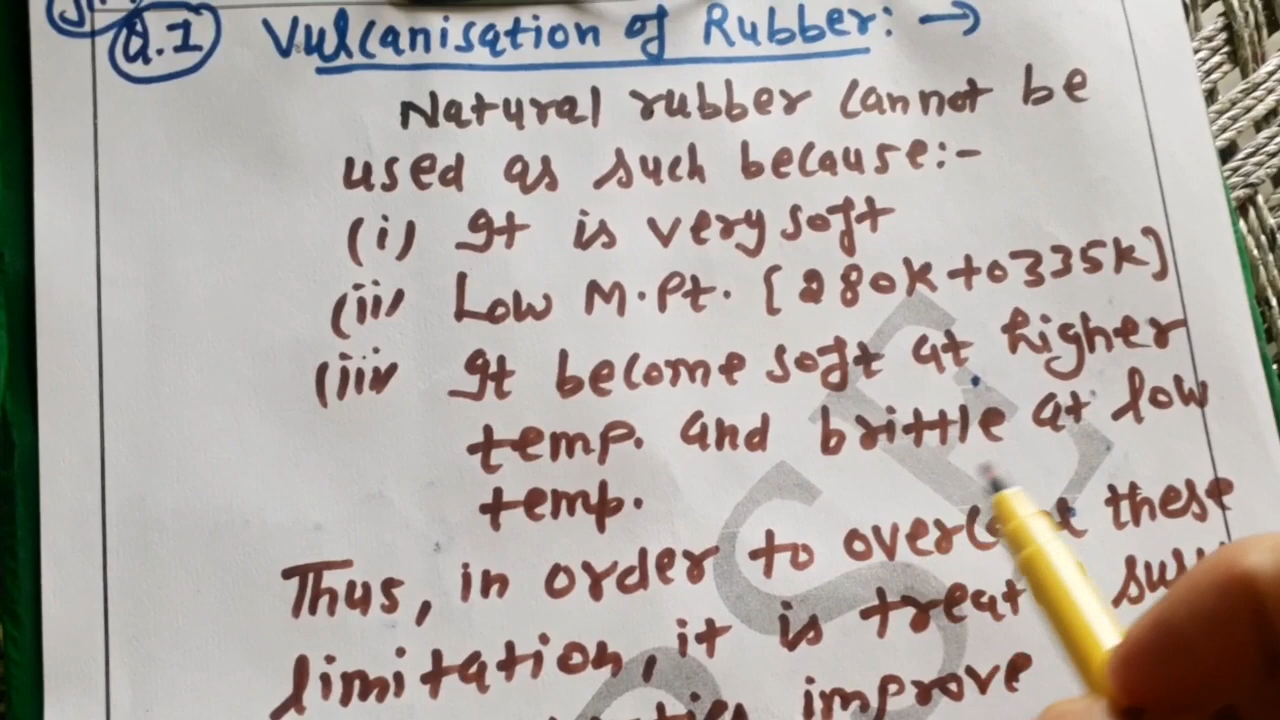 Q.1 Vulcanisation of Rubber: →
Natural rubber cannot be
used as such because:-
(i) It is very soft
(ii) Low M.Pt. [280K to 335K]
(iii) It become soft at higher
temp. and brittle at low
temp.
Thus, in order to overcome these
limitation, it is treat
improve